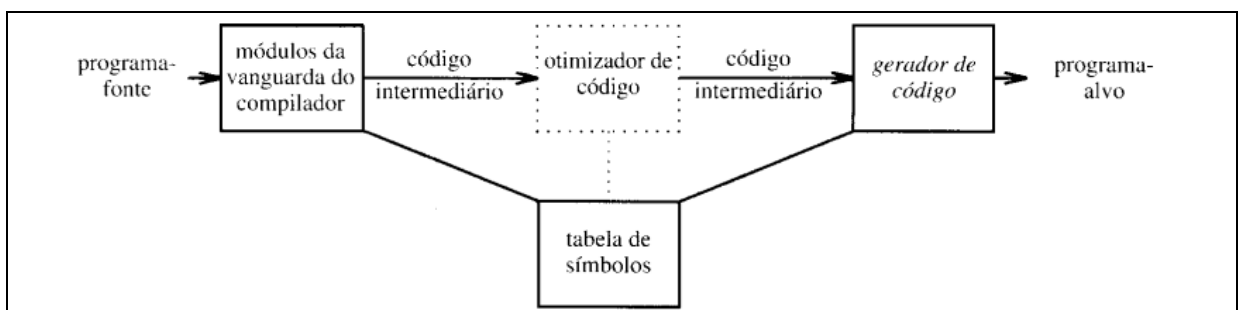 programa-
fonte
módulos da
vanguarda do
compilador
código
intermediário
otimizador de
código
código
intermediário
gerador de
código
programa-
alvo
tabela de
símbolos